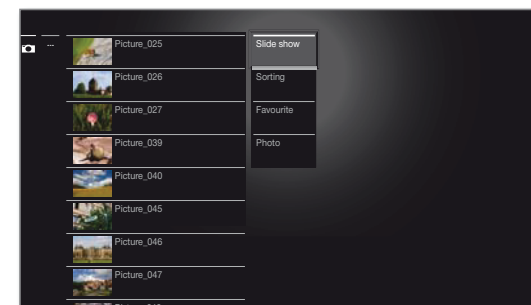 ...
Picture_025
Picture_026
Picture_027
Picture_039
Picture_040
Picture_045
Picture_046
Picture_047
Slide show
Sorting
Favourite
Photo